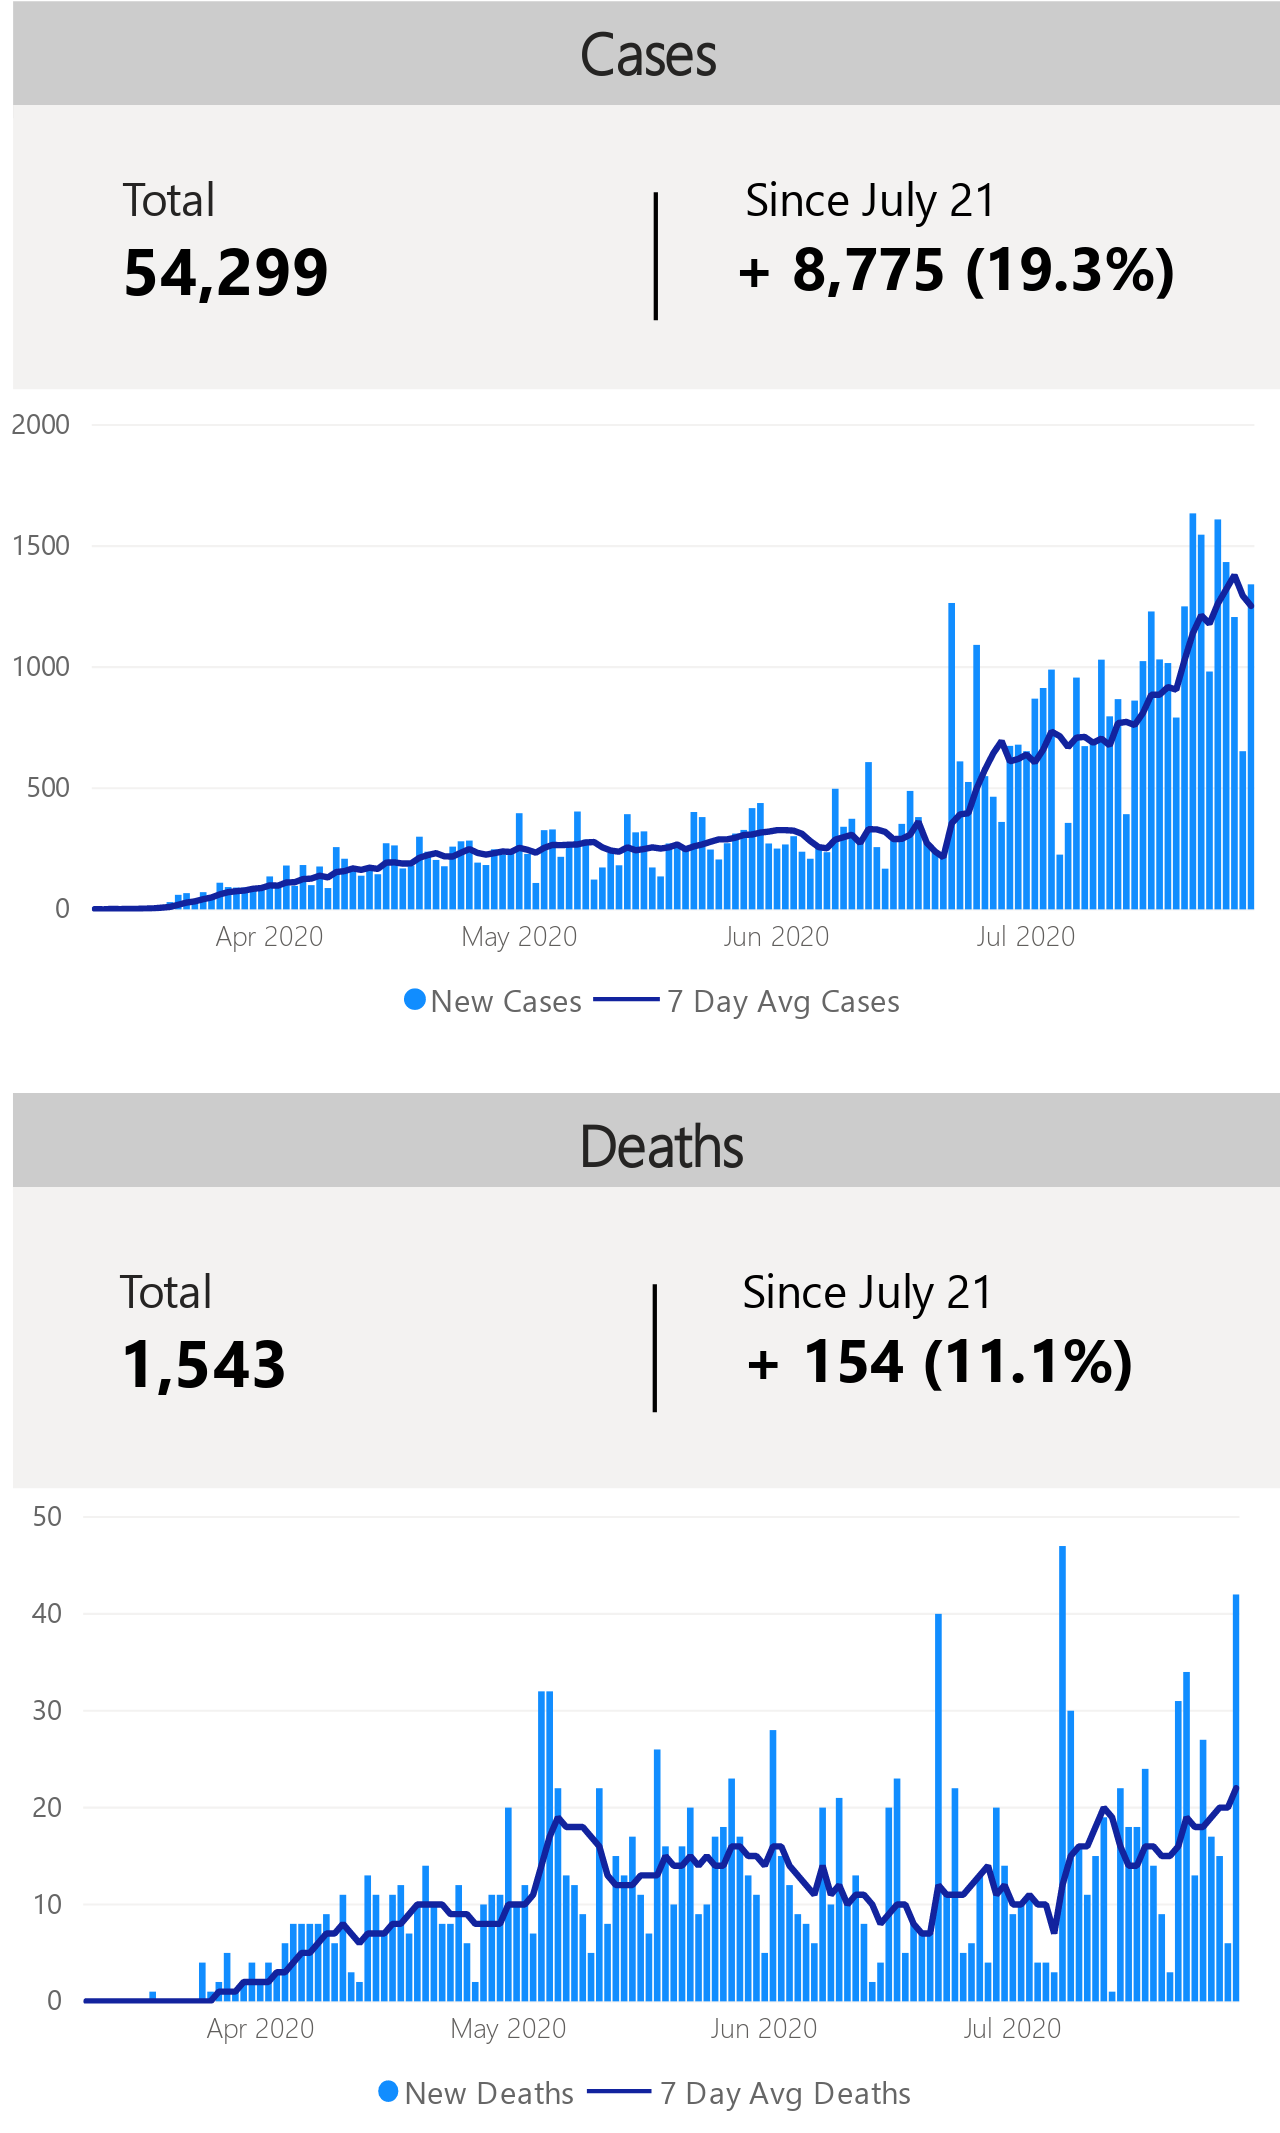 Cases
Total
Since July 21
54,299
+ 8,775 (19.3%)
2000
1500
1000
500
0
Apr 2020 May 2020 Jun 2020 Jul 2020
New Cases 7 Day Avg Cases
Deaths
Total
Since July 21
1,543
+ 154 (11.1%)
50
40
30
20
10
0
Apr 2020 May 2020 Jun 2020 Jul 2020
New Deaths 7 Day Avg Deaths